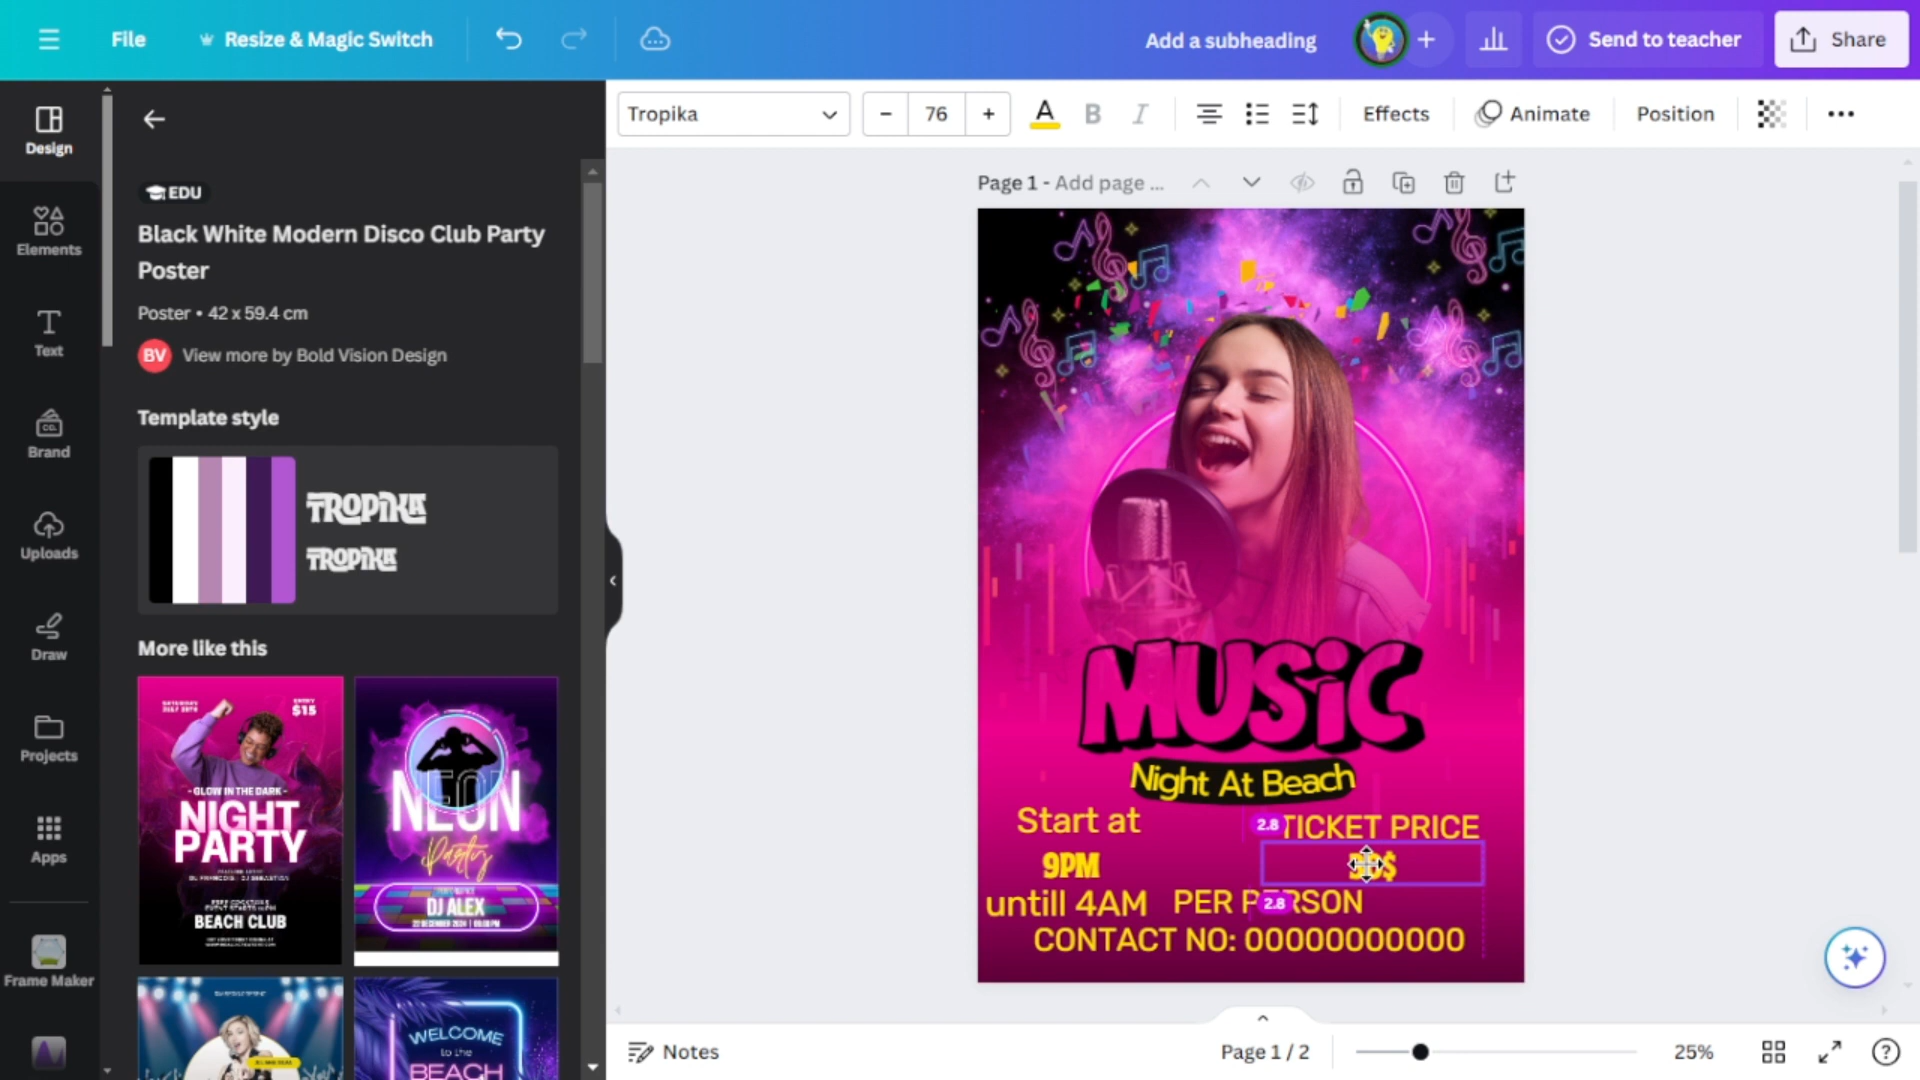 File
Resize & Magic Switch
Add a subheading
Send to teacher
Share
Design
Elements
Text
Brand
CO.
Uploads
Draw
Projects
Apps
Frame Maker
EDU
Black White Modern Disco Club Party
Poster
Poster • 42 x 59.4 cm
BV
View more by Bold Vision Design
Template style
TROPIKA
TROPIKA
More like this
$15
- GLOW IN THE DARK -
NIGHT
PARTY
BEACH CLUB
NEON
Party
DJ ALEX
WELCOME
to the
BEACH
Tropika
76
A
B
I
Effects
Animate
Position
Page 1 - Add page ...
MUSiC
Night At Beach
Start at
9PM
untill 4AM
2.8
TICKET PRICE
PER PERSON
2.8
CONTACT NO: 00000000000
Notes
Page 1 / 2
25%